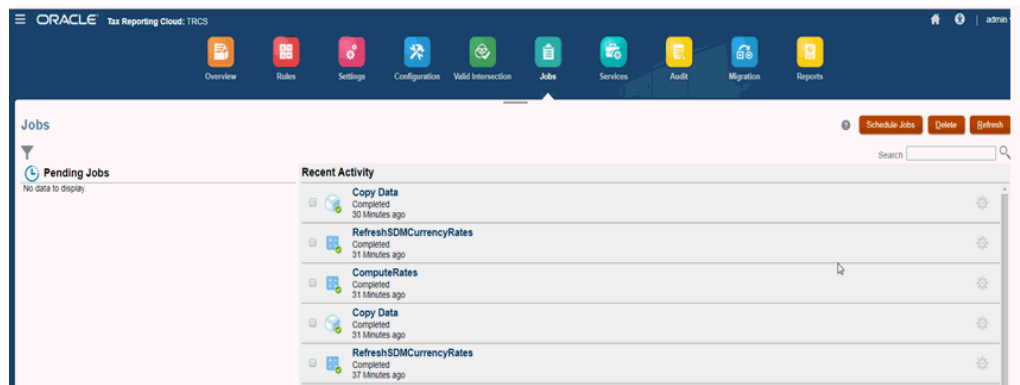 ORACLE Tax Reporting Cloud: TRCS admin
Overview Rules Settings Configuration Valid Intersection Jobs Services Audit Migration Reports
Jobs Schedule Jobs Delete Refresh
Search
Pending Jobs
No data to display.
Recent Activity
Copy Data
Completed
30 Minutes ago
RefreshSDMCurrencyRates
Completed
31 Minutes ago
ComputeRates
Completed
31 Minutes ago
Copy Data
Completed
31 Minutes ago
RefreshSDMCurrencyRates
Completed
37 Minutes ago